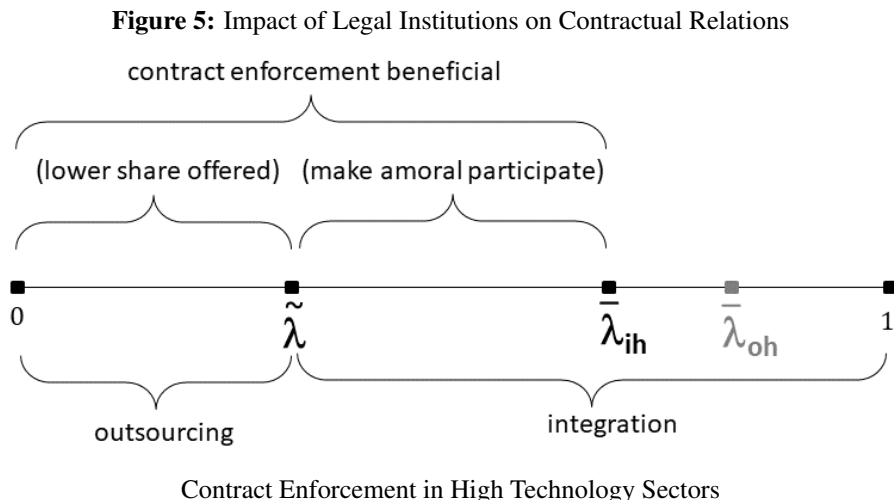 Figure 5: Impact of Legal Institutions on Contractual Relations
contract enforcement beneficial
(lower share offered) (make amoral participate)
0 λ̃ λ̅ih λ̅oh 1
outsourcing integration
Contract Enforcement in High Technology Sectors